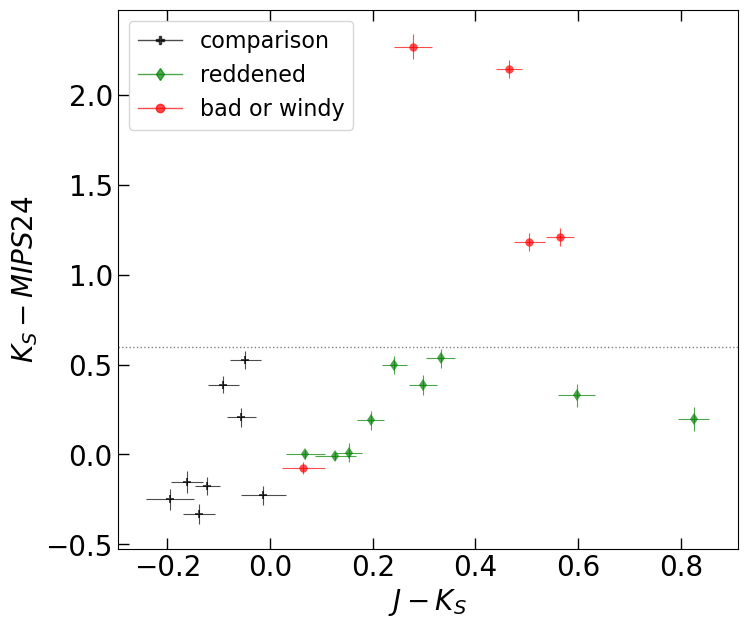 comparison
reddened
bad or windy
2.0
1.5
1.0
0.5
0.0
−0.5
K_S − MIPS24
−0.2 0.0 0.2 0.4 0.6 0.8
J − K_S